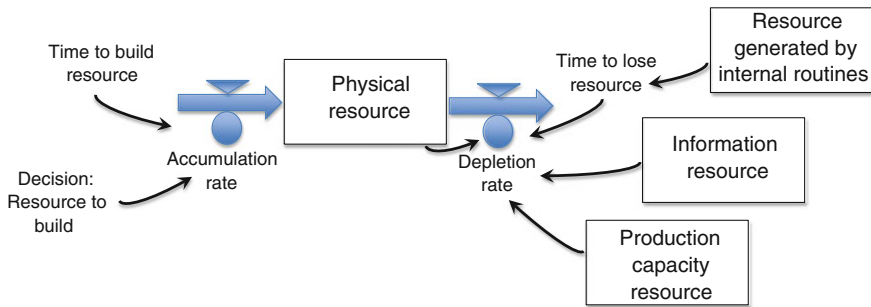 Time to build
resource
Physical
resource
Time to lose
resource
Resource
generated by
internal routines
Accumulation
rate
Depletion
rate
Information
resource
Decision:
Resource to
build
Production
capacity
resource